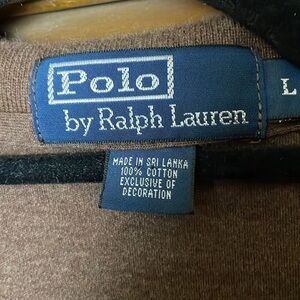 Polo
by Ralph Lauren
L
MADE IN SRI LANKA
100% COTTON
EXCLUSIVE OF
DECORATION